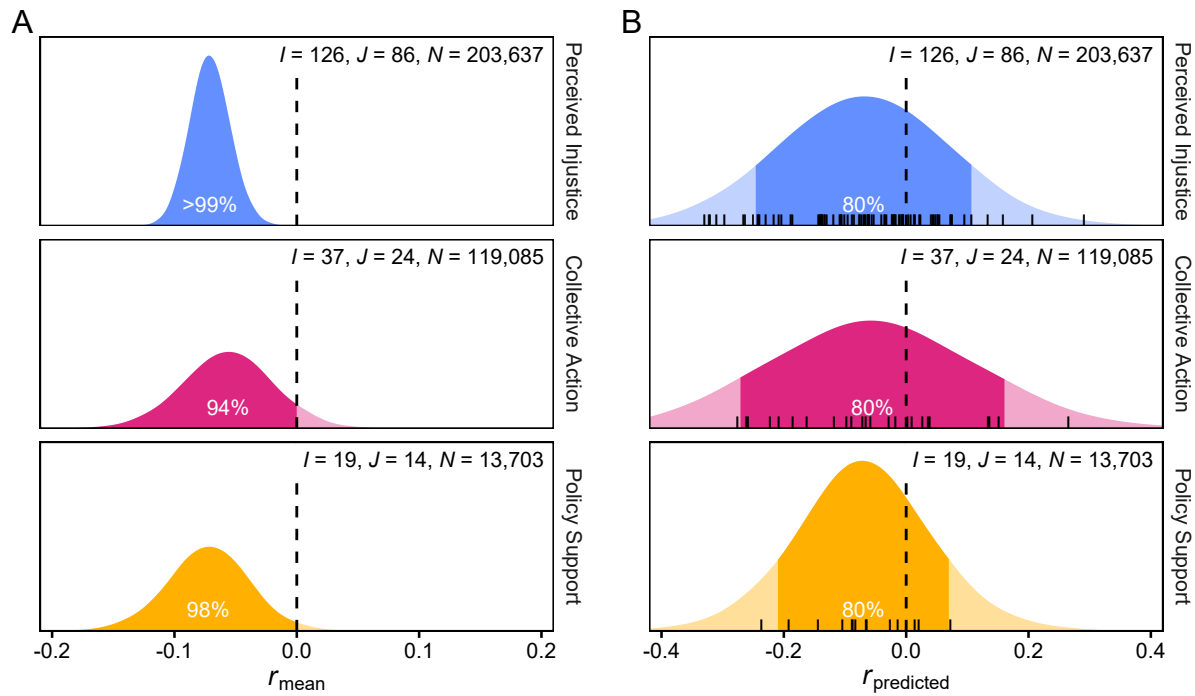 A
I = 126, J = 86, N = 203,637
>99%
Perceived Injustice
I = 37, J = 24, N = 119,085
94%
Collective Action
I = 19, J = 14, N = 13,703
98%
Policy Support
-0.2 -0.1 0.0 0.1 0.2
rmean
B
I = 126, J = 86, N = 203,637
80%
Perceived Injustice
I = 37, J = 24, N = 119,085
80%
Collective Action
I = 19, J = 14, N = 13,703
80%
Policy Support
-0.4 -0.2 0.0 0.2 0.4
rpredicted